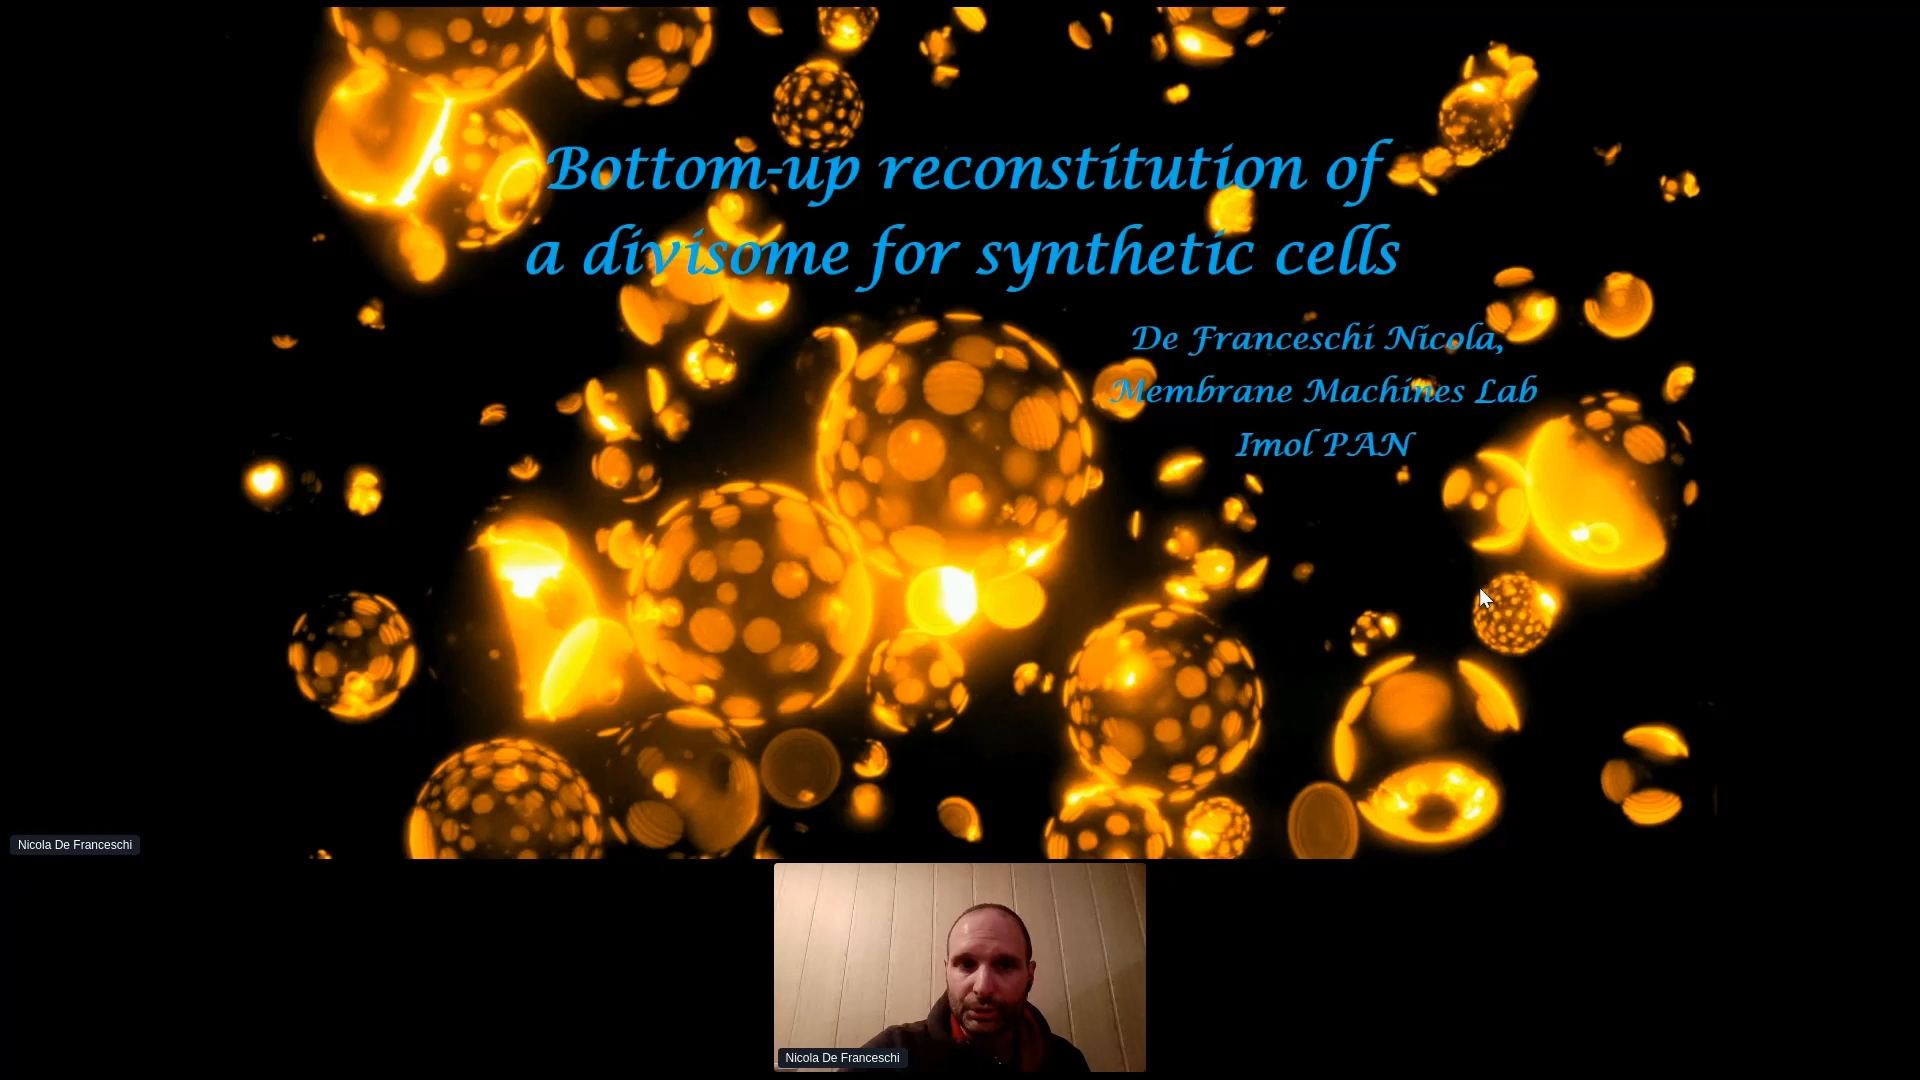 Bottom-up reconstitution of
a divisome for synthetic cells
De Franceschi Nicola,
Membrane Machines Lab
Imol PAN
Nicola De Franceschi
Nicola De Franceschi